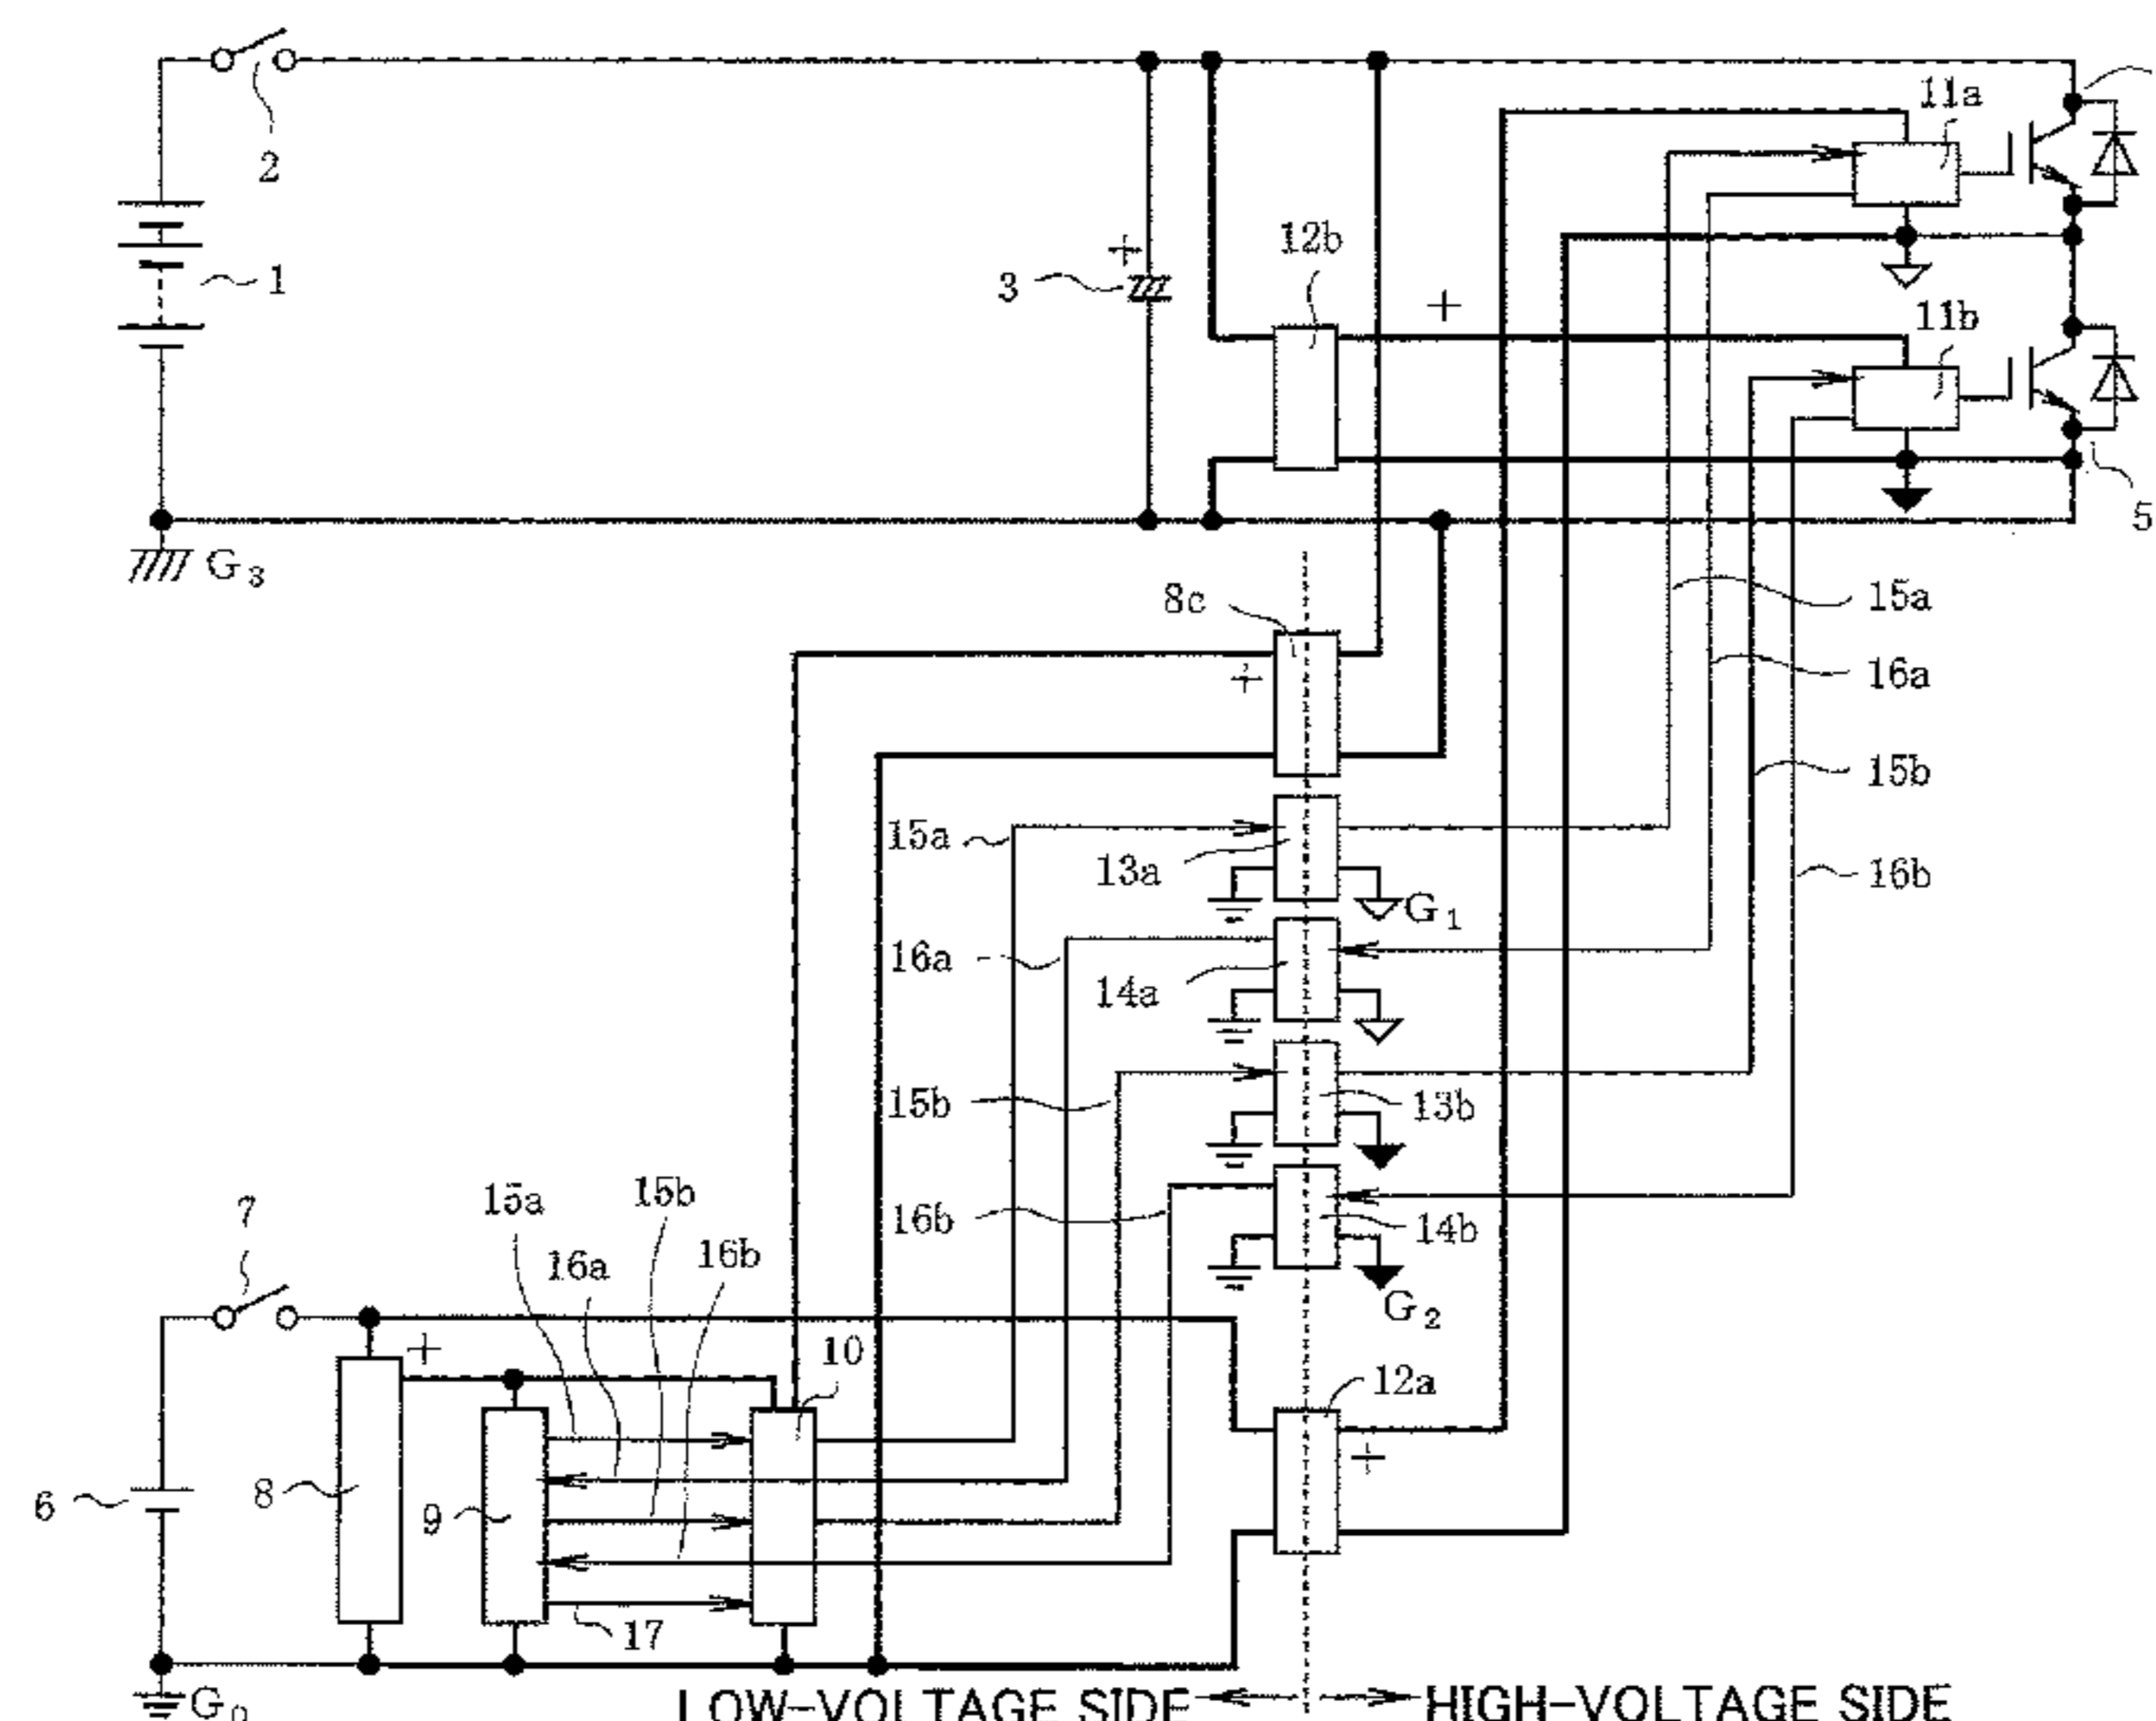 2
11a
12b
+
1
3
+
11b
5
G3
8c
15a
+
16a
15b
15a
13a
16b
G1
16a
14a
15b
13b
7
15a
15b
16b
14b
16a
16b
G2
+
10
12a
+
6
8
9
17
G0
LOW-VOLTAGE SIDE
HIGH-VOLTAGE SIDE